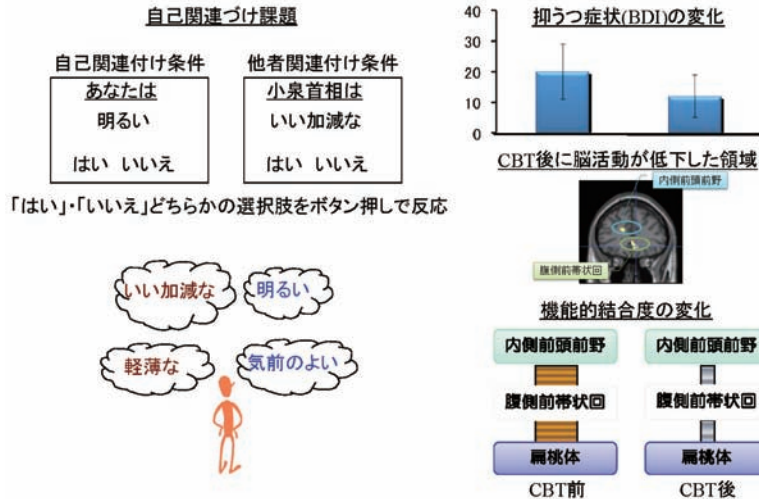 自己関連づけ課題
自己関連付け条件
他者関連付け条件
あなたは
明るい
はい いいえ
小泉首相は
いい加減な
はい いいえ
「はい」・「いいえ」どちらかの選択肢をボタン押しで反応
いい加減な
明るい
軽薄な
気前のよい
抑うつ症状(BDI)の変化
40
30
20
10
0
CBT後に脳活動が低下した領域
内側前頭前野
腹側前帯状回
機能的結合度の変化
内側前頭前野
腹側前帯状回
扁桃体
CBT前
内側前頭前野
腹側前帯状回
扁桃体
CBT後